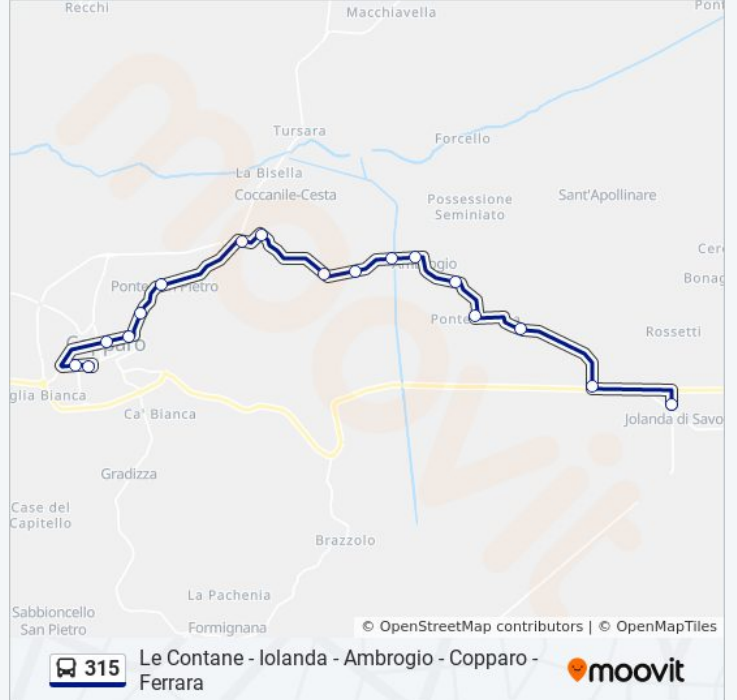 Recchi
Macchiavella
Pont
Tursara
Forcello
La Bisella
Coccanile-Cesta
Possessione
Seminiato
Sant'Apollinare
Cere
Bonag
Rossetti
Jolanda di Savo
glia Bianca
Ca' Bianca
Gradizza
Case del
Capitello
Brazzolo
La Pachenia
Sabbioncello
San Pietro
Formignana
moovit
© OpenStreetMap contributors | © OpenMapTiles
315
Le Contane - Iolanda - Ambrogio - Copparo -
Ferrara
moovit